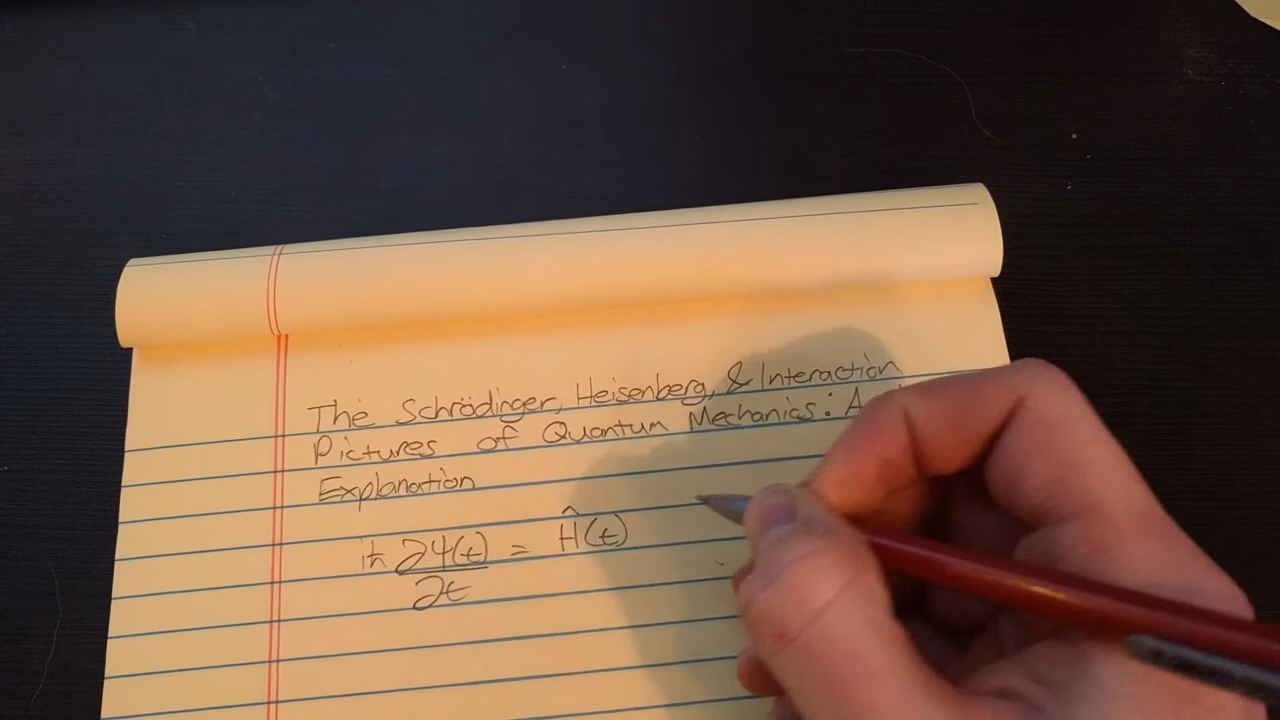 The Schrödinger, Heisenberg, & Interaction
Pictures of Quantum Mechanics: A
Explanation
iħ ∂Ψ(t)/∂t = Ĥ(t)